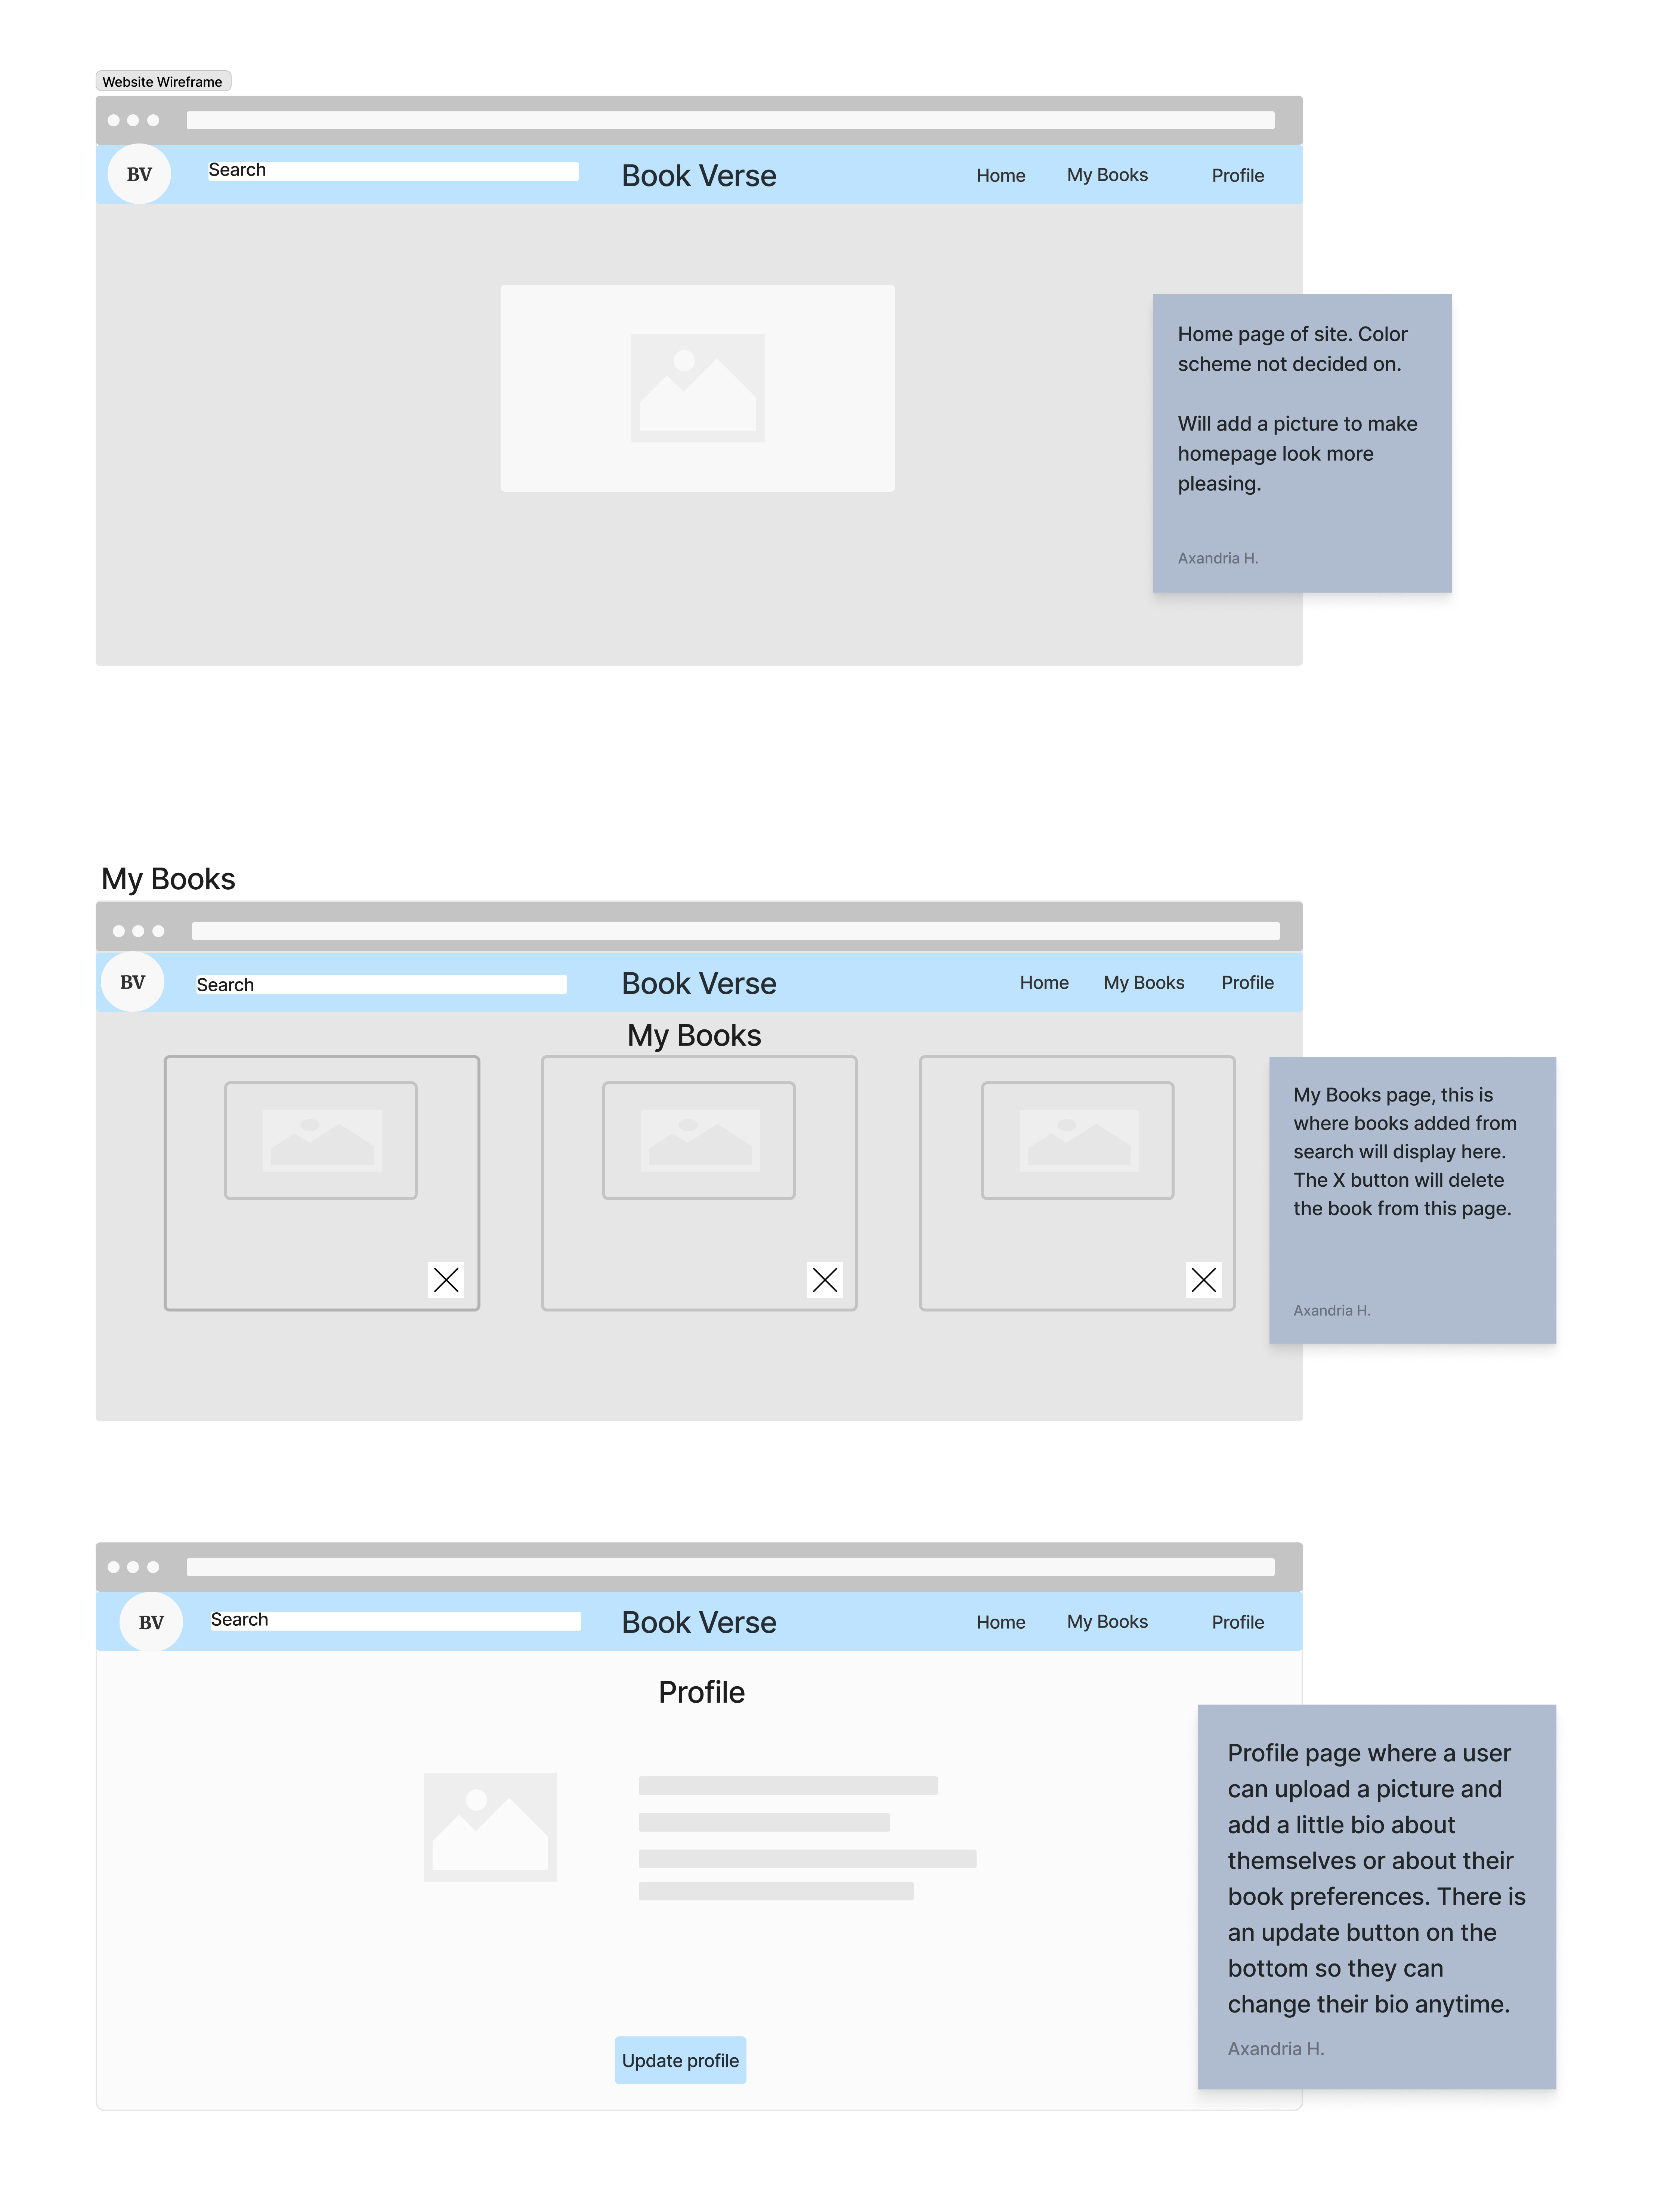 Website Wireframe
BV
Search
Book Verse
Home
My Books
Profile
Home page of site. Color
scheme not decided on.
Will add a picture to make
homepage look more
pleasing.
Axandria H.
My Books
BV
Search
Book Verse
Home
My Books
Profile
My Books
My Books page, this is
where books added from
search will display here.
The X button will delete
the book from this page.
Axandria H.
BV
Search
Book Verse
Home
My Books
Profile
Profile
Profile page where a user
can upload a picture and
add a little bio about
themselves or about their
book preferences. There is
an update button on the
bottom so they can
change their bio anytime.
Axandria H.
Update profile